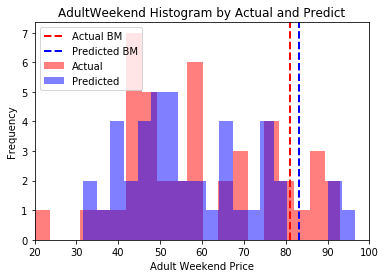 AdultWeekend Histogram by Actual and Predict
Actual BM
Predicted BM
Actual
Predicted
Frequency
7
6
5
4
3
2
1
0
20 30 40 50 60 70 80 90 100
Adult Weekend Price